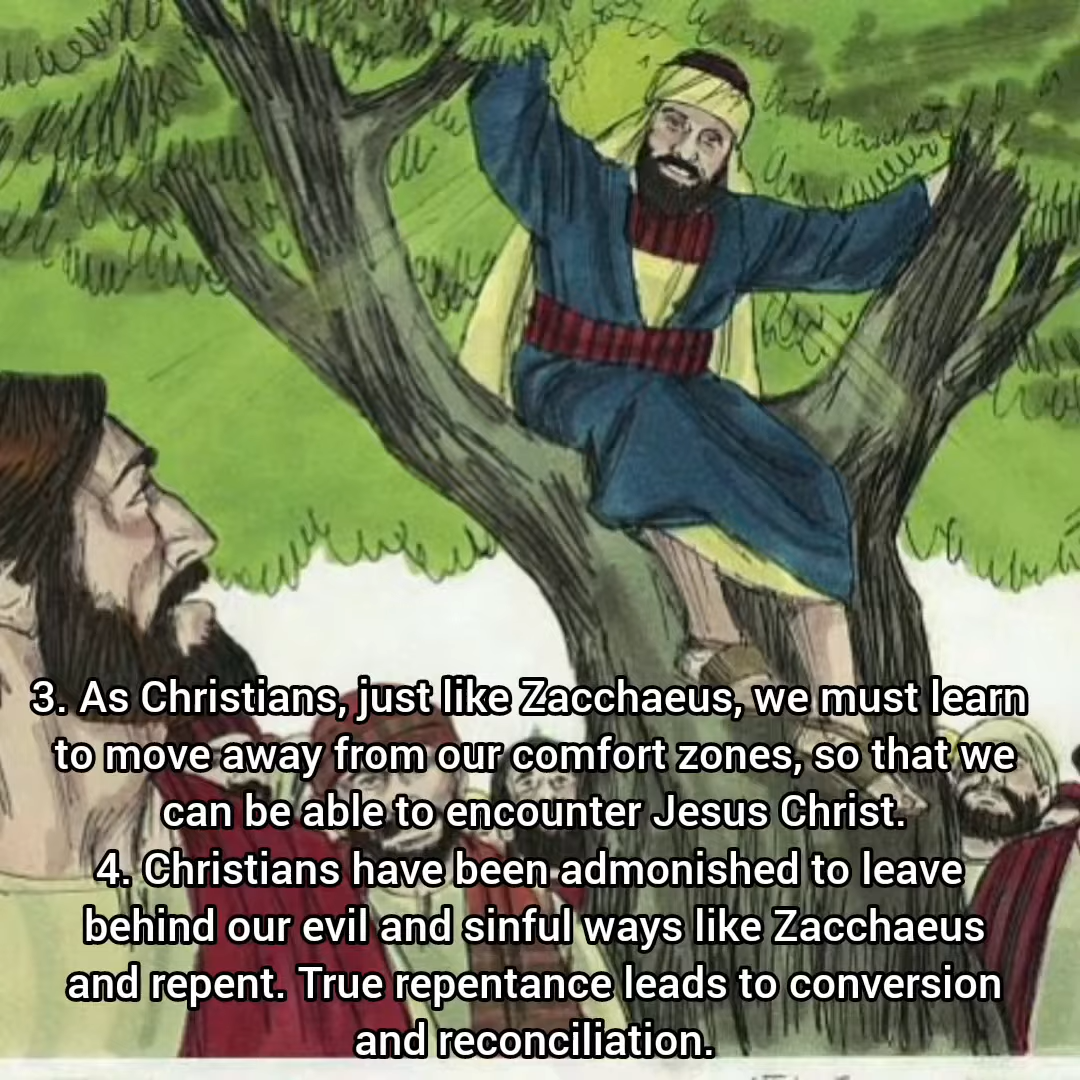 3. As Christians, just like Zacchaeus, we must learn
to move away from our comfort zones, so that we
can be able to encounter Jesus Christ.
4. Christians have been admonished to leave
behind our evil and sinful ways like Zacchaeus
and repent. True repentance leads to conversion
and reconciliation.